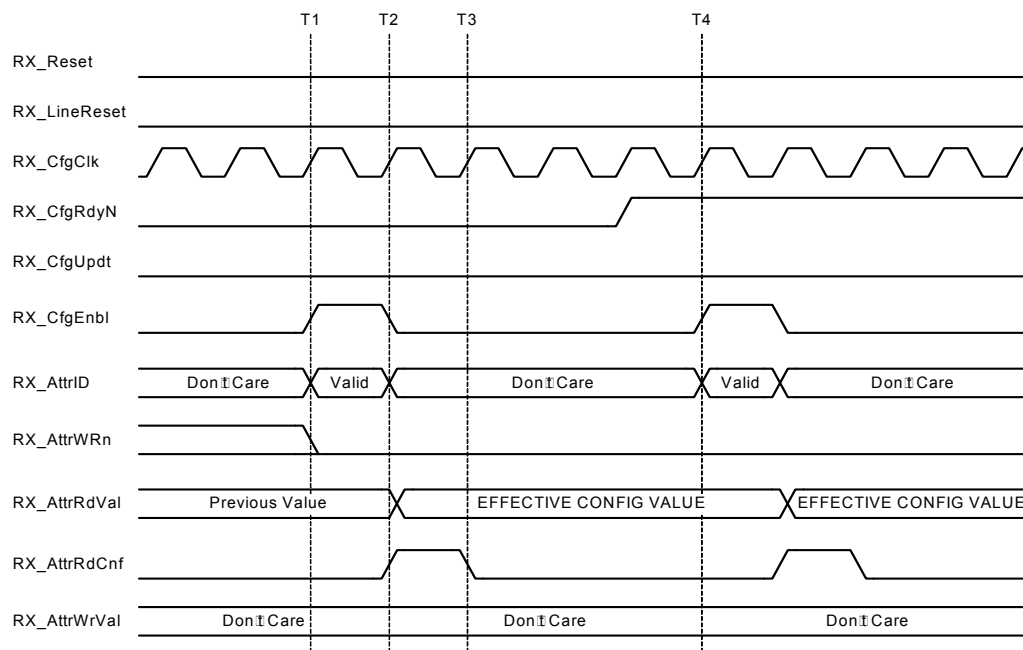 T1 T2 T3 T4
RX_Reset
RX_LineReset
RX_CfgClk
RX_CfgRdyN
RX_CfgUpdt
RX_CfgEnbl
RX_AttrID Don�t Care Valid Don�t Care Valid Don�t Care
RX_AttrWRn
RX_AttrRdVal Previous Value EFFECTIVE CONFIG VALUE EFFECTIVE CONFIG VALUE
RX_AttrRdCnf
RX_AttrWrVal Don�t Care Don�t Care Don�t Care